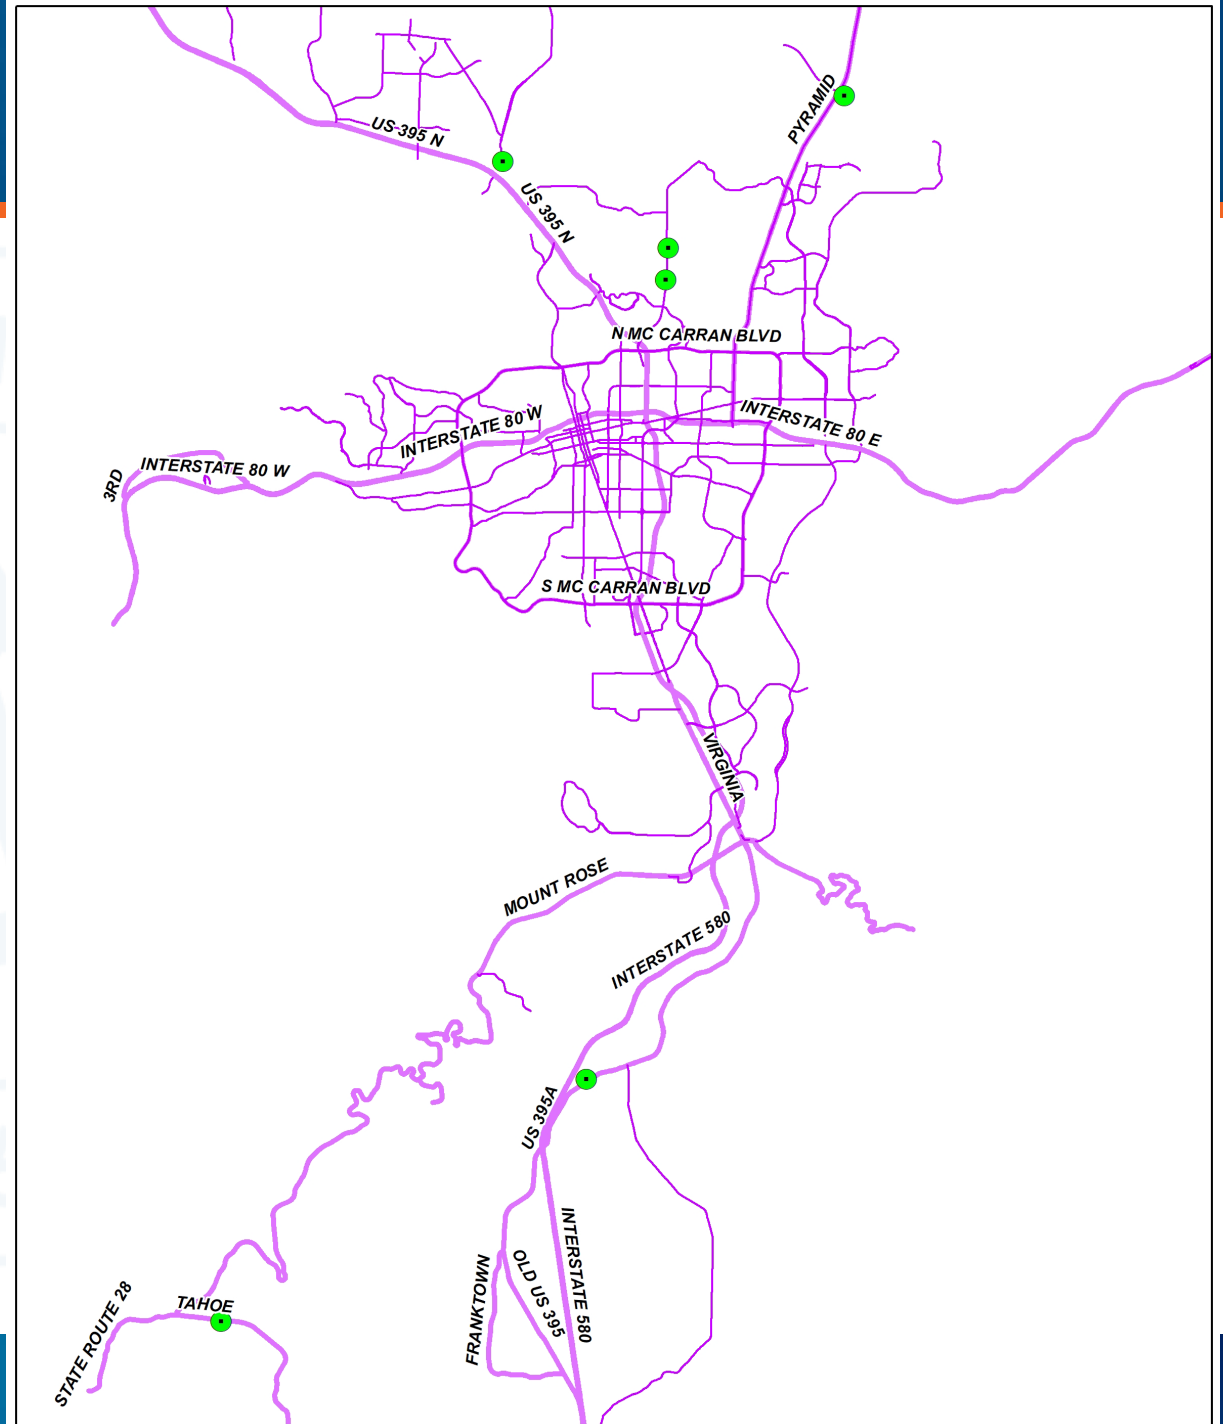 PYRAMID
US 395 N
US 395 N
N MC CARRAN BLVD
INTERSTATE 80 W
INTERSTATE 80 E
INTERSTATE 80 W
3RD
S MC CARRAN BLVD
VIRGINIA
MOUNT ROSE
INTERSTATE 580
US 395A
INTERSTATE 580
OLD US 395
FRANKTOWN
TAHOE
STATE ROUTE 28